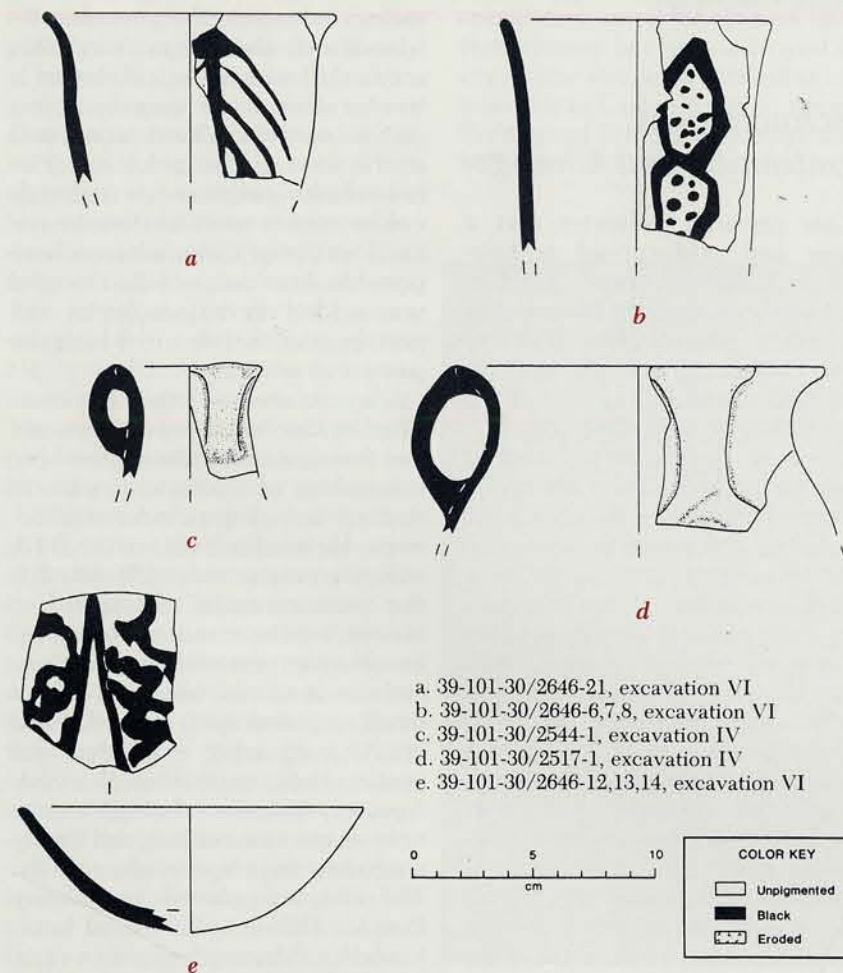 a
b
c
d
a. 39-101-30/2646-21, excavation VI
b. 39-101-30/2646-6,7,8, excavation VI
c. 39-101-30/2544-1, excavation IV
d. 39-101-30/2517-1, excavation IV
e. 39-101-30/2646-12,13,14, excavation VI
0 5 10
cm
COLOR KEY
Unpigmented
Black
Eroded
e